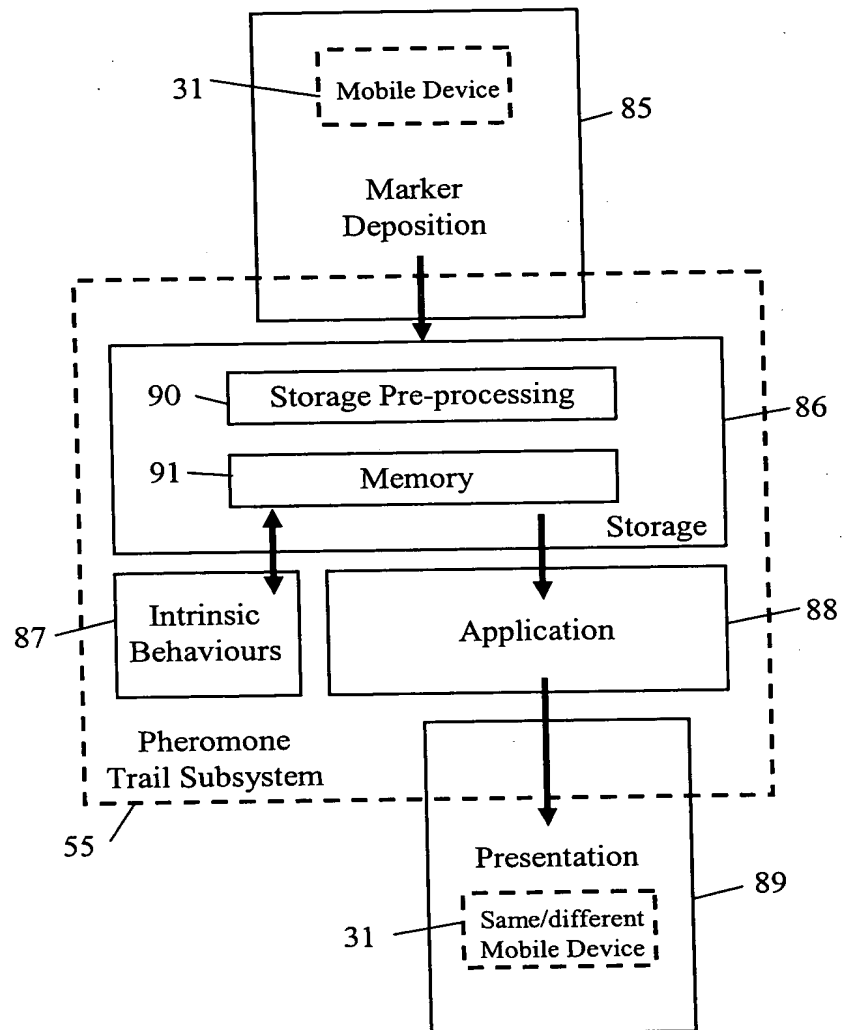 31
Mobile Device
85
Marker
Deposition
90
Storage Pre-processing
86
91
Memory
Storage
87
Intrinsic
Behaviours
Application
88
Pheromone
Trail Subsystem
55
Presentation
89
31
Same/different
Mobile Device